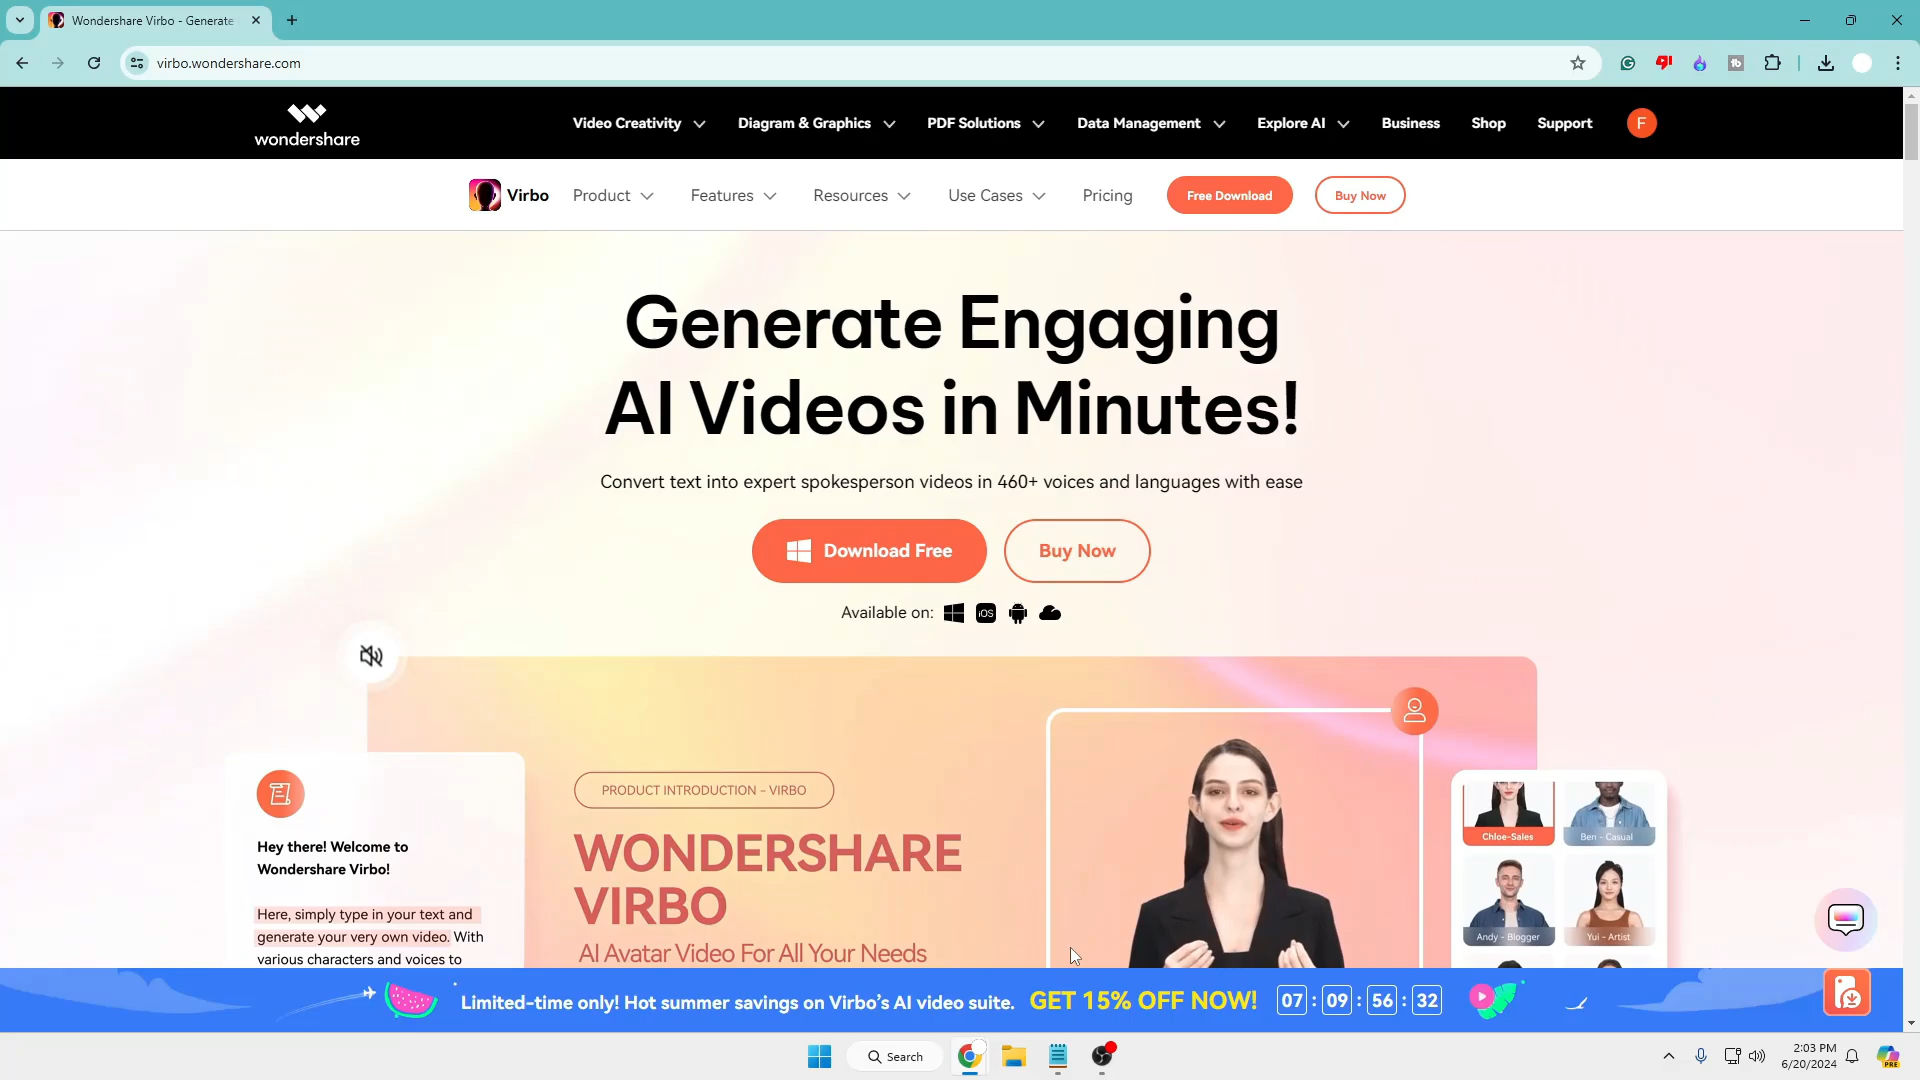 Wondershare Virbo - Generate
virbo.wondershare.com
wondershare
Video Creativity
Diagram & Graphics
PDF Solutions
Data Management
Explore AI
Business
Shop
Support
F
Virbo
Product
Features
Resources
Use Cases
Pricing
Free Download
Buy Now
Generate Engaging
AI Videos in Minutes!
Convert text into expert spokesperson videos in 460+ voices and languages with ease
Download Free
Buy Now
Available on:
iOS
PRODUCT INTRODUCTION - VIRBO
WONDERSHARE
VIRBO
AI Avatar Video For All Your Needs
Hey there! Welcome to
Wondershare Virbo!
Here, simply type in your text and
generate your very own video. With
various characters and voices to
Chloe-Sales
Ben - Casual
Andy - Blogger
Yui - Artist
Limited-time only! Hot summer savings on Virbo's AI video suite. GET 15% OFF NOW! 07 : 09 : 56 : 32
Search
2:03 PM
6/20/2024
PRE